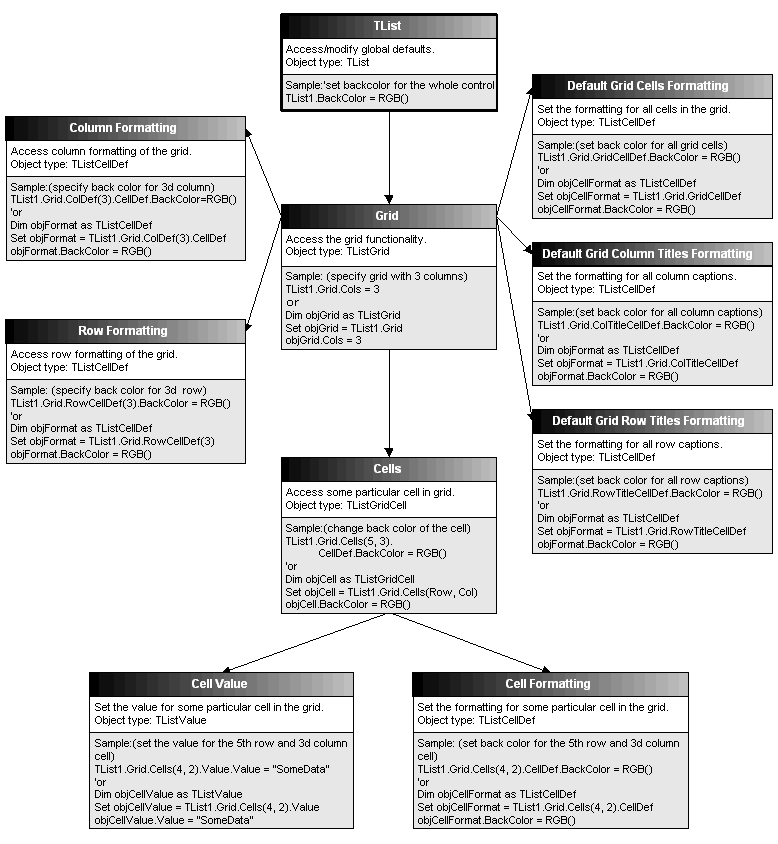 TList
Access/modify global defaults.
Object type: TList
Sample:'set backcolor for the whole control
TList1.BackColor = RGB()
Column Formatting
Access column formatting of the grid.
Object type: TListCellDef
Sample:(specify back color for 3d column)
TList1.Grid.ColDef(3).CellDef.BackColor=RGB()
'or
Dim objFormat as TListCellDef
Set objFormat = TList1.Grid.ColDef(3).CellDef
objFormat.BackColor = RGB()
Row Formatting
Access row formatting of the grid.
Object type: TListCellDef
Sample: (specify back color for 3d  row)
TList1.Grid.RowCellDef(3).BackColor = RGB()
'or
Dim objFormat as TListCellDef
Set objFormat = TList1.Grid.RowCellDef(3)
objFormat.BackColor = RGB()
Grid
Access the grid functionality.
Object type: TListGrid
Sample: (specify grid with 3 columns)
TList1.Grid.Cols = 3
or
Dim objGrid as TListGrid
Set objGrid = TList1.Grid
objGrid.Cols = 3
Default Grid Cells Formatting
Set the formatting for all cells in the grid.
Object type: TListCellDef
Sample:(set back color for all grid cells)
TList1.Grid.GridCellDef.BackColor = RGB()
'or
Dim objCellFormat as TListCellDef
Set objCellFormat = TList1.Grid.GridCellDef
objCellFormat.BackColor = RGB()
Default Grid Column Titles Formatting
Set the formatting for all column captions.
Object type: TListCellDef
Sample:(set back color for all column captions)
TList1.Grid.ColTitleCellDef.BackColor = RGB()
'or
Dim objFormat as TListCellDef
Set objFormat = TList1.Grid.ColTitleCellDef
objFormat.BackColor = RGB()
Default Grid Row Titles Formatting
Set the formatting for all row captions.
Object type: TListCellDef
Sample:(set back color for all row captions)
TList1.Grid.RowTitleCellDef.BackColor = RGB()
'or
Dim objFormat as TListCellDef
Set objFormat = TList1.Grid.RowTitleCellDef
objFormat.BackColor = RGB()
Cells
Access some particular cell in grid.
Object type: TListGridCell
Sample:(change back color of the cell)
TList1.Grid.Cells(5, 3).
CellDef.BackColor = RGB()
'or
Dim objCell as TListGridCell
Set objCell = TList1.Grid.Cells(Row, Col)
objCell.BackColor = RGB()
Cell Value
Set the value for some particular cell in the grid.
Object type: TListValue
Sample:(set the value for the 5th row and 3d column
cell)
TList1.Grid.Cells(4, 2).Value.Value = "SomeData"
'or
Dim objCellValue as TListValue
Set objCellValue = TList1.Grid.Cells(4, 2).Value
objCellValue.Value = "SomeData"
Cell Formatting
Set the formatting for some particular cell in the grid.
Object type: TListCellDef
Sample: (set back color for the 5th row and 3d column
cell)
TList1.Grid.Cells(4, 2).CellDef.BackColor = RGB()
'or
Dim objCellFormat as TListCellDef
Set objCellFormat = TList1.Grid.Cells(4, 2).CellDef
objCellFormat.BackColor = RGB()